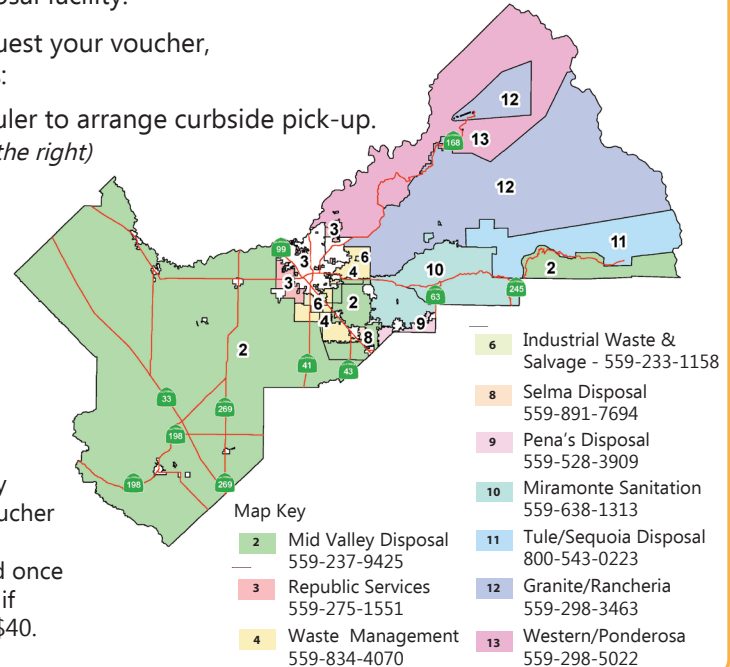 osal facility.
uest your voucher,
:
uler to arrange curbside pick-up.
the right)
12
13
168
12
11
2
10
245
63
3
99
3
6
4
3
6
2
4
9
8
2
41
43
33
269
198
198
269
y
ucher
d once
if
$40.
Map Key
2 Mid Valley Disposal
559-237-9425
3 Republic Services
559-275-1551
4 Waste Management
559-834-4070
6 Industrial Waste &
Salvage - 559-233-1158
8 Selma Disposal
559-891-7694
9 Pena's Disposal
559-528-3909
10 Miramonte Sanitation
559-638-1313
11 Tule/Sequoia Disposal
800-543-0223
12 Granite/Rancheria
559-298-3463
13 Western/Ponderosa
559-298-5022